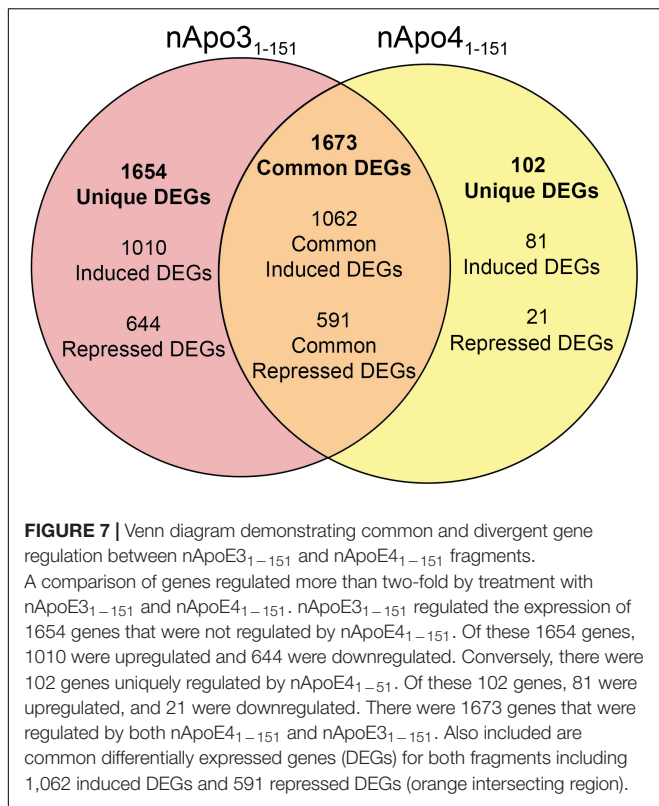 nApo3₁₋₁₅₁
nApo4₁₋₁₅₁
1654
Unique DEGs
1010
Induced DEGs
644
Repressed DEGs
1673
Common DEGs
1062
Common
Induced DEGs
591
Common
Repressed DEGs
102
Unique DEGs
81
Induced DEGs
21
Repressed DEGs
FIGURE 7 | Venn diagram demonstrating common and divergent gene
regulation between nApoE3₁₋₁₅₁ and nApoE4₁₋₁₅₁ fragments.
A comparison of genes regulated more than two-fold by treatment with
nApoE3₁₋₁₅₁ and nApoE4₁₋₁₅₁. nApoE3₁₋₁₅₁ regulated the expression of
1654 genes that were not regulated by nApoE4₁₋₁₅₁. Of these 1654 genes,
1010 were upregulated and 644 were downregulated. Conversely, there were
102 genes uniquely regulated by nApoE4₁₋₅₁. Of these 102 genes, 81 were
upregulated, and 21 were downregulated. There were 1673 genes that were
regulated by both nApoE4₁₋₁₅₁ and nApoE3₁₋₁₅₁. Also included are
common differentially expressed genes (DEGs) for both fragments including
1,062 induced DEGs and 591 repressed DEGs (orange intersecting region).